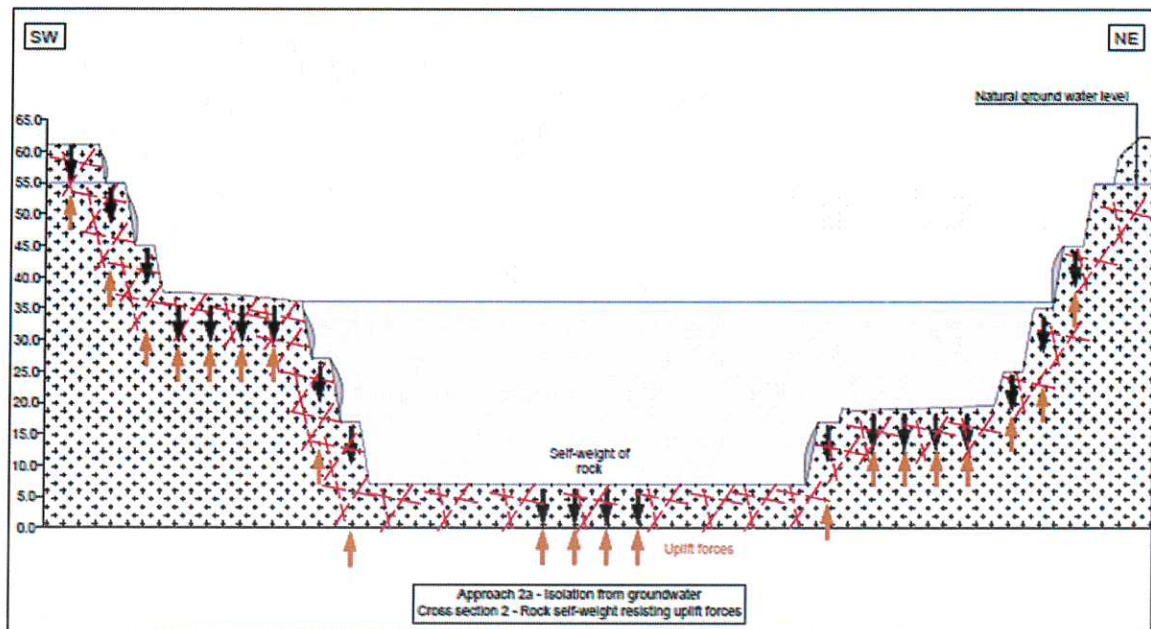 SW
NE
Natural ground water level
65.0
60.0
55.0
50.0
45.0
40.0
35.0
30.0
25.0
20.0
15.0
10.0
5.0
0.0
Self-weight of
rock
Uplift forces
Approach 2a - Isolation from groundwater
Cross section 2 - Rock self-weight resisting uplift forces